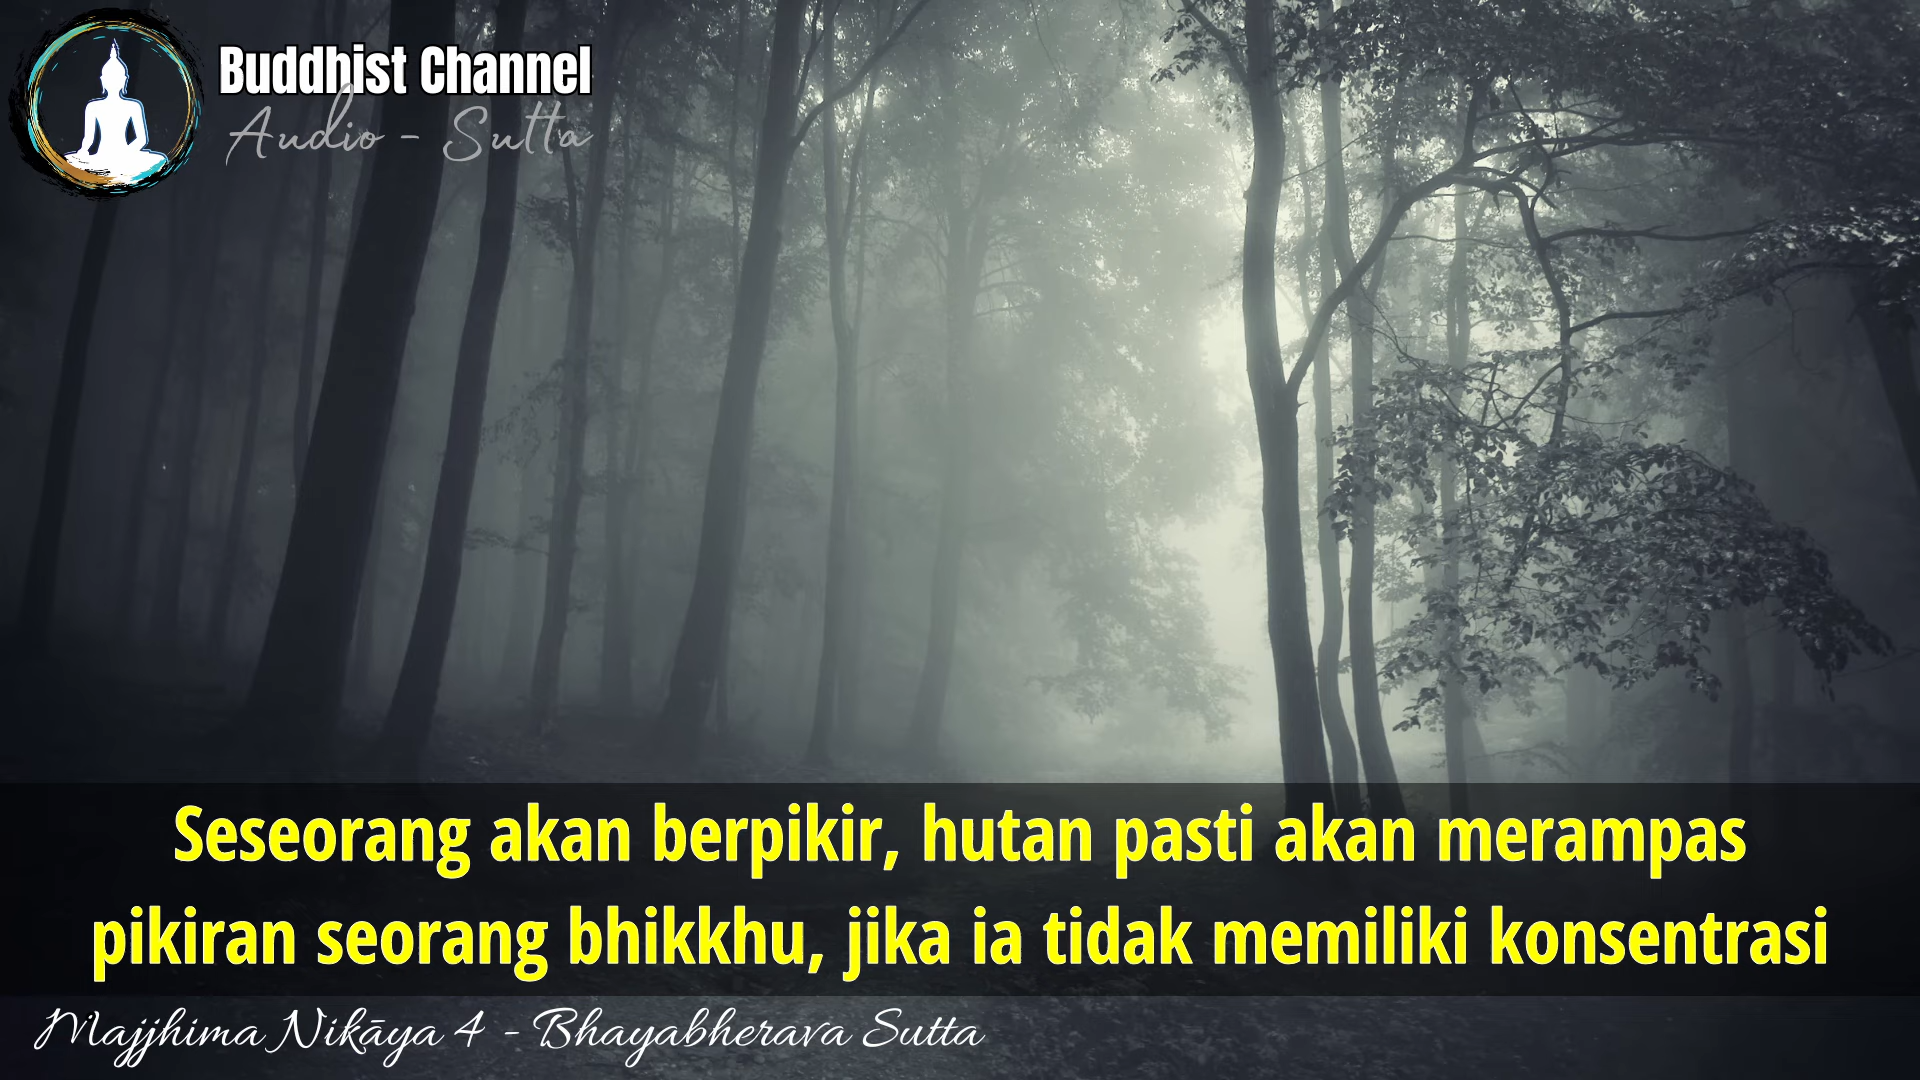 Buddhist Channel
Audio - Sutta
Seseorang akan berpikir, hutan pasti akan merampas
pikiran seorang bhikkhu, jika ia tidak memiliki konsentrasi
Majjhima Nikāya 4 - Bhayabherava Sutta